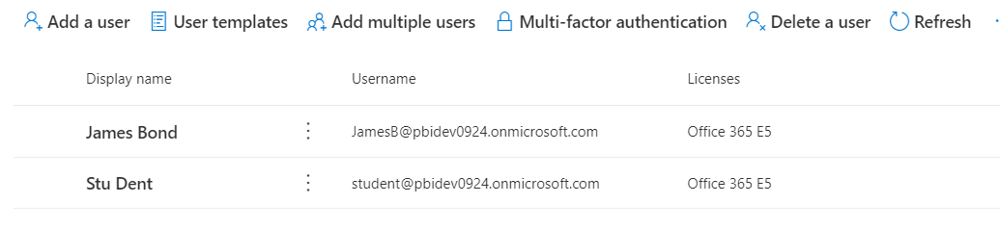 Add a user User templates Add multiple users Multi-factor authentication Delete a user Refresh
Display name Username Licenses
James Bond JamesB@pbidev0924.onmicrosoft.com Office 365 E5
Stu Dent student@pbidev0924.onmicrosoft.com Office 365 E5